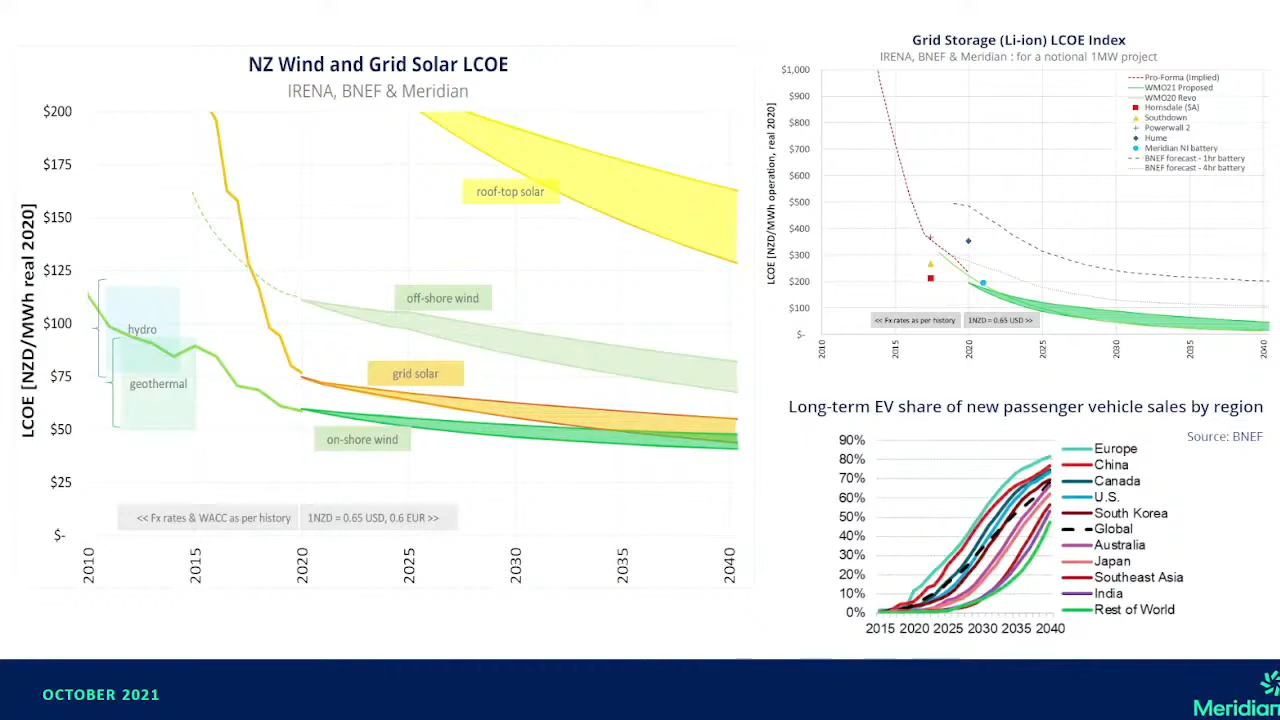 NZ Wind and Grid Solar LCOE
IRENA, BNEF & Meridian
LCOE [NZD/MWh real 2020]
$200
$175
$150
$125
$100
$75
$50
$25
$-
roof-top solar
off-shore wind
hydro
grid solar
geothermal
on-shore wind
<< Fx rates & WACC as per history
1NZD = 0.65 USD, 0.6 EUR >>
2010
2015
2020
2025
2030
2035
2040
Grid Storage (Li-ion) LCOE Index
IRENA, BNEF & Meridian : for a notional 1MW project
LCOE [NZD/MWh operation, real 2020]
$1,000
$900
$800
$700
$600
$500
$400
$300
$200
$100
$-
Pro-Forma (Implied)
WMO21 Proposed
WMO20 Revo
Hornsdale (SA)
Southdown
Powerwall 2
Hume
Meridian NI battery
BNEF forecast - 1hr battery
BNEF forecast - 4hr battery
<< Fx rates as per history
1NZD = 0.65 USD >>
2010
2015
2020
2025
2030
2035
2040
Long-term EV share of new passenger vehicle sales by region
Source: BNEF
90%
80%
70%
60%
50%
40%
30%
20%
10%
0%
Europe
China
Canada
U.S.
South Korea
Global
Australia
Japan
Southeast Asia
India
Rest of World
2015 2020 2025 2030 2035 2040
OCTOBER 2021
Meridian